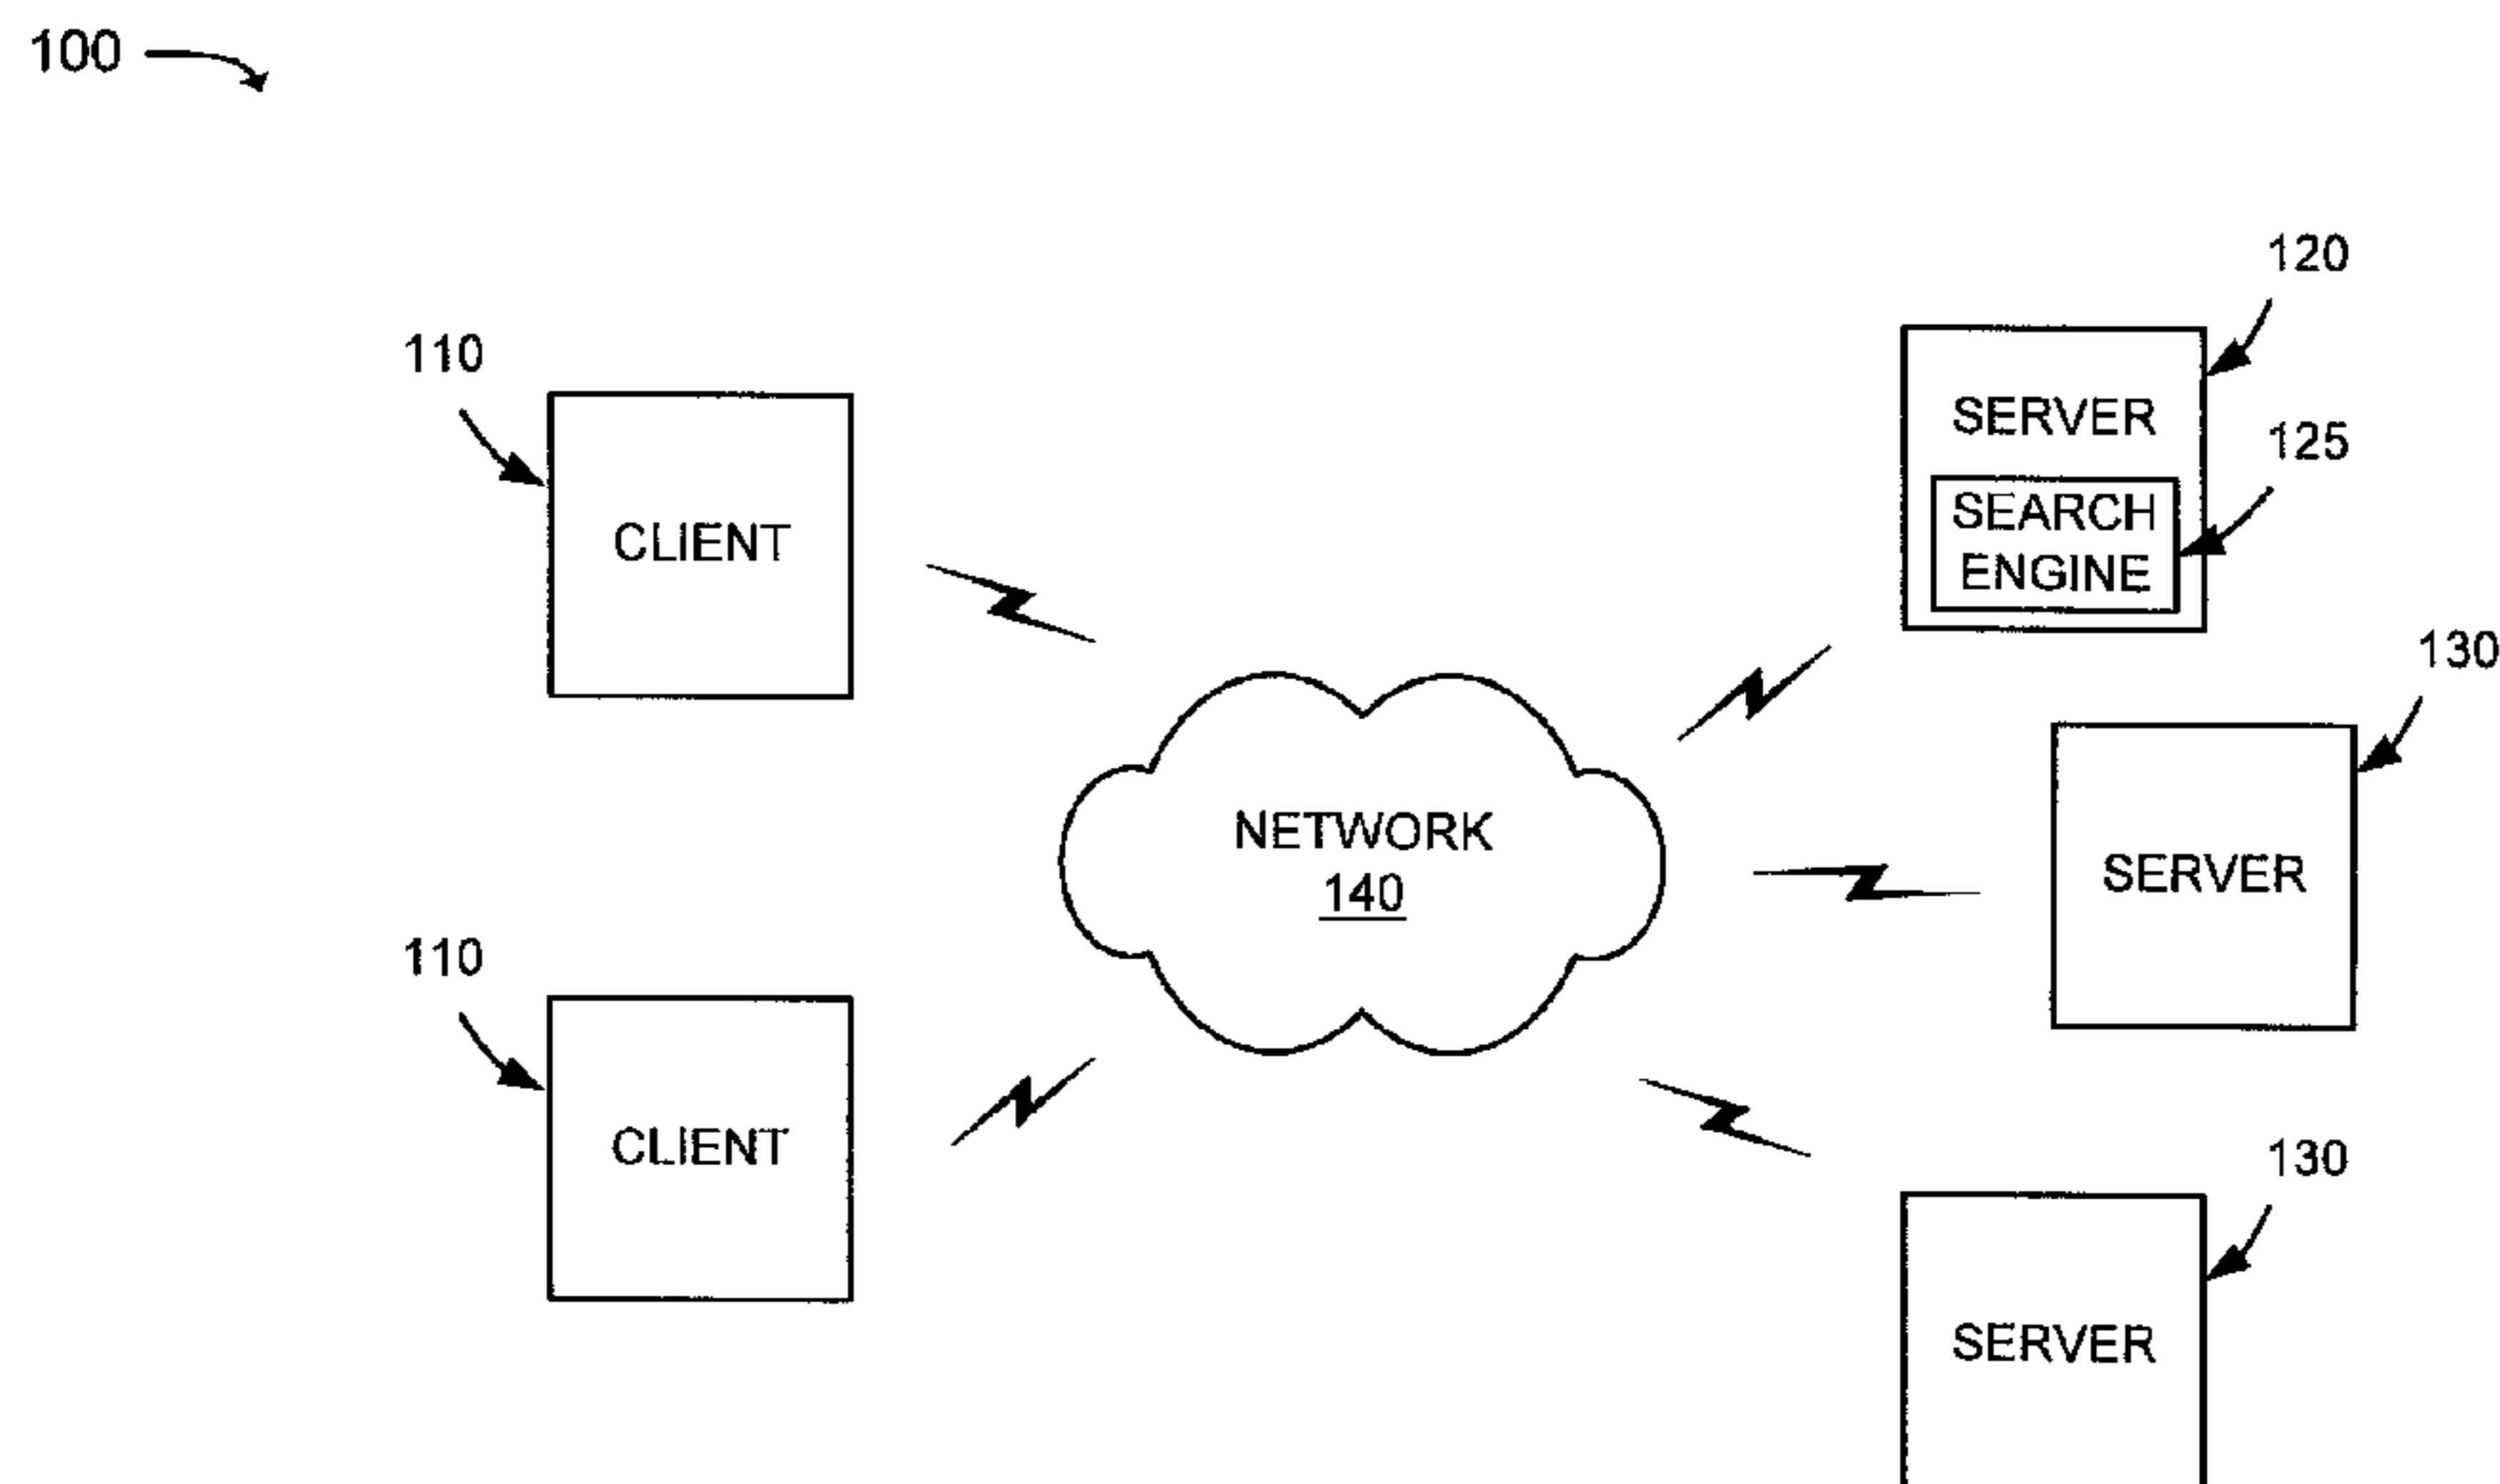 100
120
110
SERVER
125
SEARCH
ENGINE
CLIENT
130
NETWORK
140
SERVER
110
CLIENT
130
SERVER